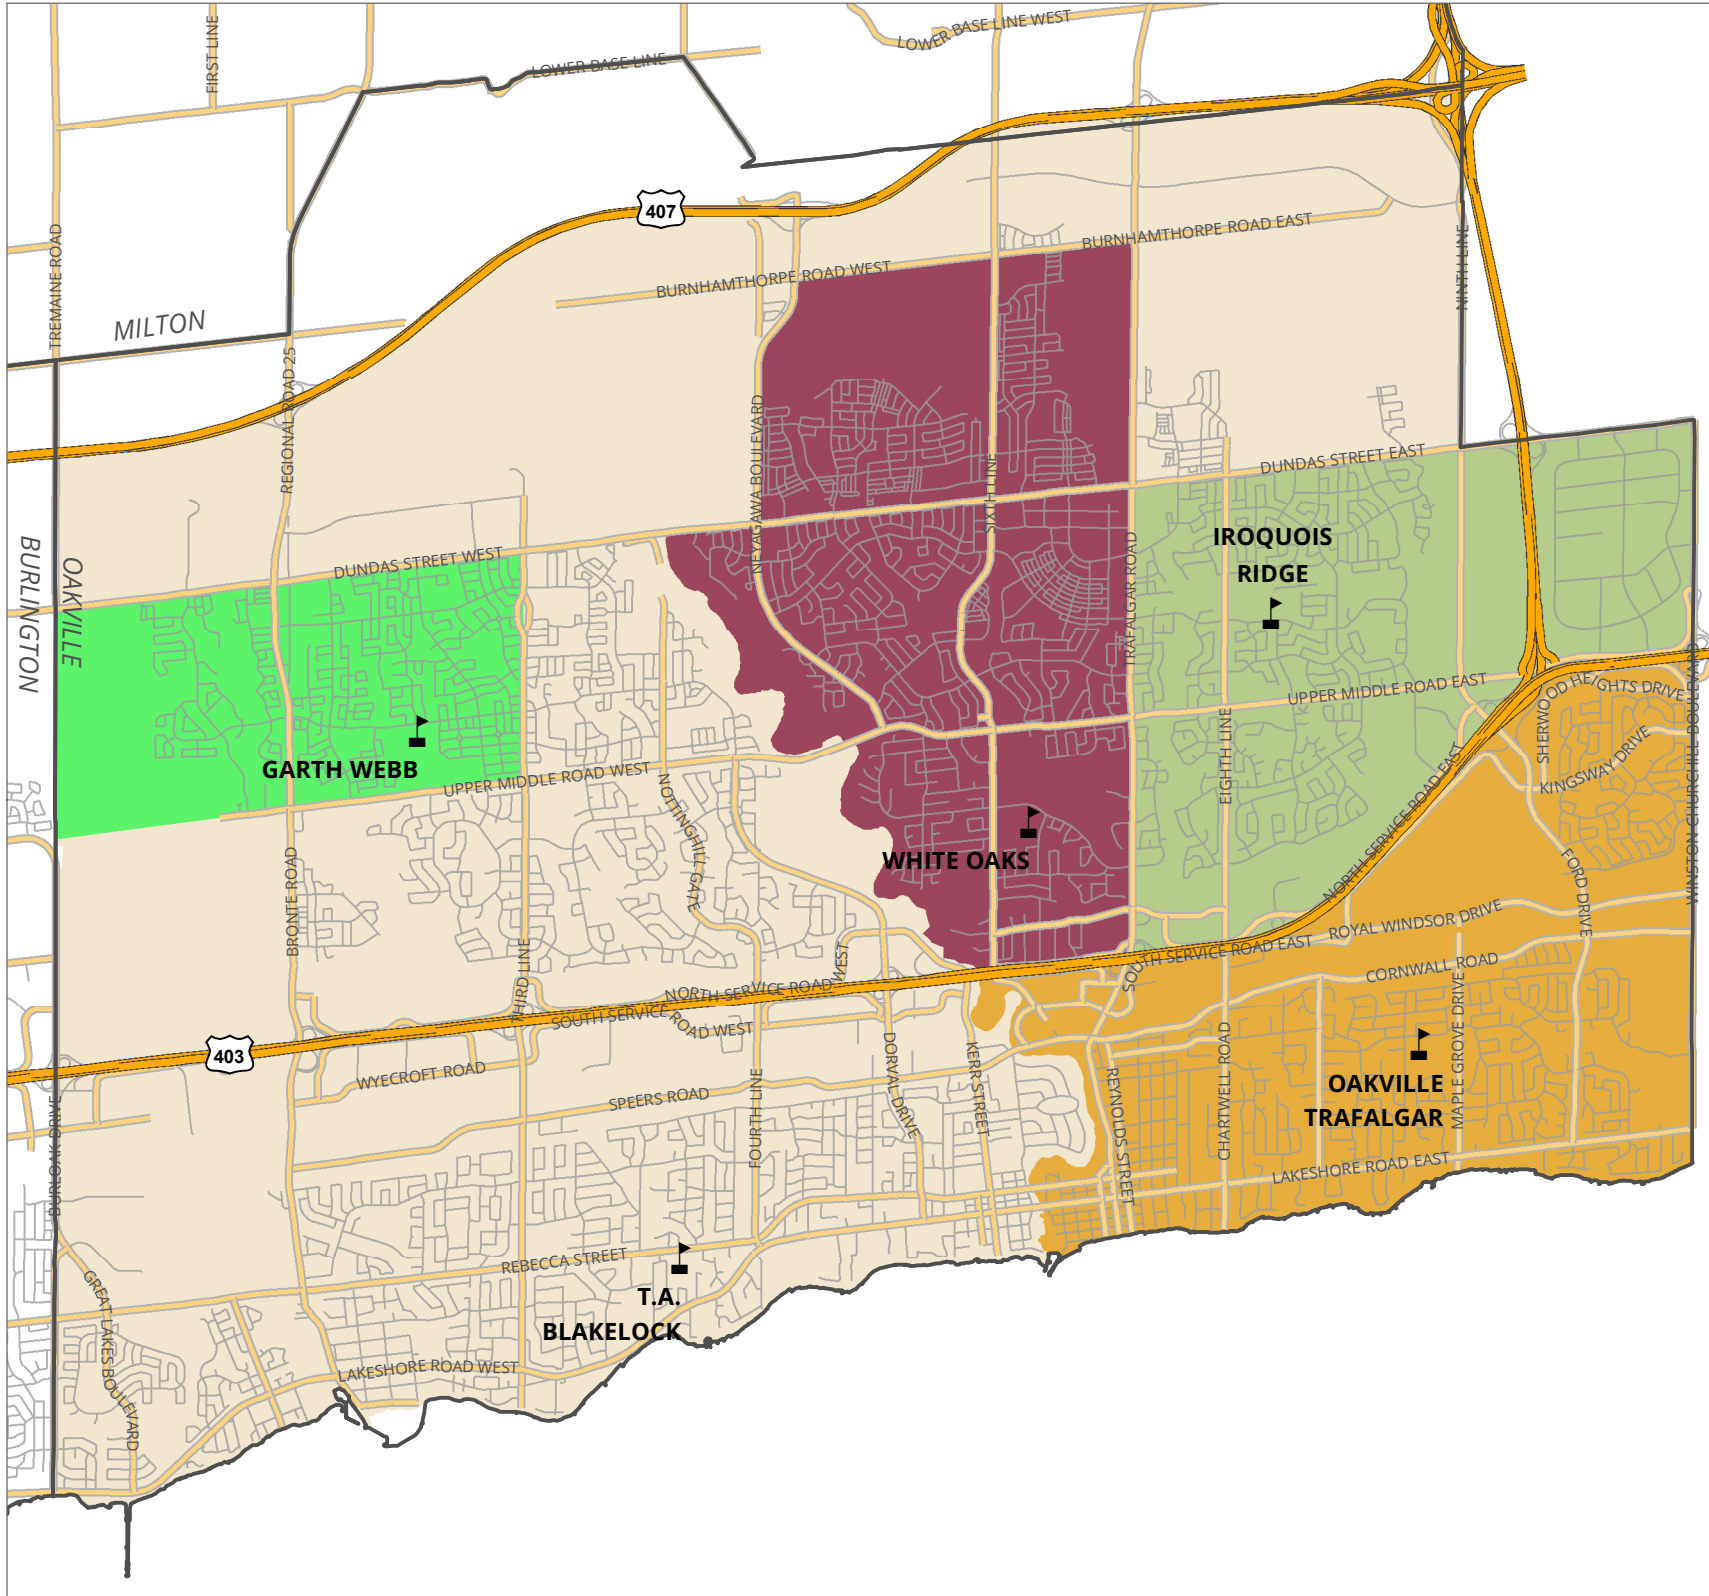 FIRST LINE
LOWER BASE LINE
LOWER BASE LINE WEST
TREMAINE ROAD
MILTON
407
BURNHAMTHORPE ROAD WEST
BURNHAMTHORPE ROAD EAST
NINTH LINE
REGIONAL ROAD 25
NEYAGAWA BOULEVARD
SIXTH LINE
DUNDAS STREET EAST
DUNDAS STREET WEST
BURLINGTON
OAKVILLE
TRAFALGAR ROAD
IROQUOIS
RIDGE
UPPER MIDDLE ROAD EAST
SHERWOOD HEIGHTS DRIVE
SHERWOOD
KINGSWAY DRIVE
WINSTON CHURCHILL BOULEVARD
GARTH WEBB
UPPER MIDDLE ROAD WEST
NOTTINGHILL GATE
EIGHTH LINE
NORTH SERVICE ROAD EAST
WHITE OAKS
FORD DRIVE
BRONTE ROAD
THIRD LINE
NORTH SERVICE ROAD WEST
SOUTH SERVICE ROAD WEST
SOUTH SERVICE ROAD EAST
ROYAL WINDSOR DRIVE
CORNWALL ROAD
403
WYECROFT ROAD
SPEERS ROAD
FOURTH LINE
DORVAL DRIVE
KERR STREET
REYNOLDS STREET
CHARTWELL ROAD
MAPLE GROVE DRIVE
OAKVILLE
TRAFALGAR
BURLOAK DRIVE
LAKESHORE ROAD EAST
REBECCA STREET
T.A.
BLAKELOCK
GREAT LAKES BOULEVARD
LAKESHORE ROAD WEST